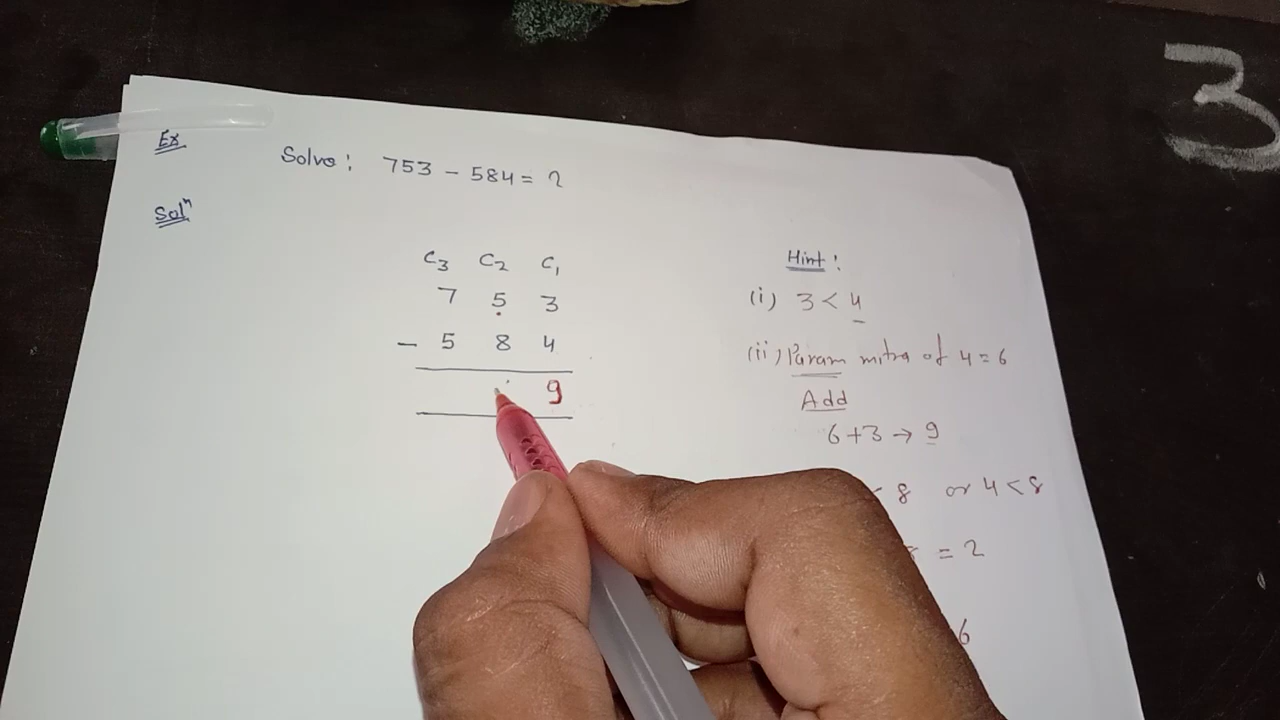 3
Ex
Solve: 753 - 584 = ?
Solⁿ
C3 C2 C1
7 5 3
- 5 8 4
9
Hint:
(i) 3 < 4
(ii) Param mitra of 4 = 6
Add
6+3 → 9
8 or 4 < 8
= 2
6